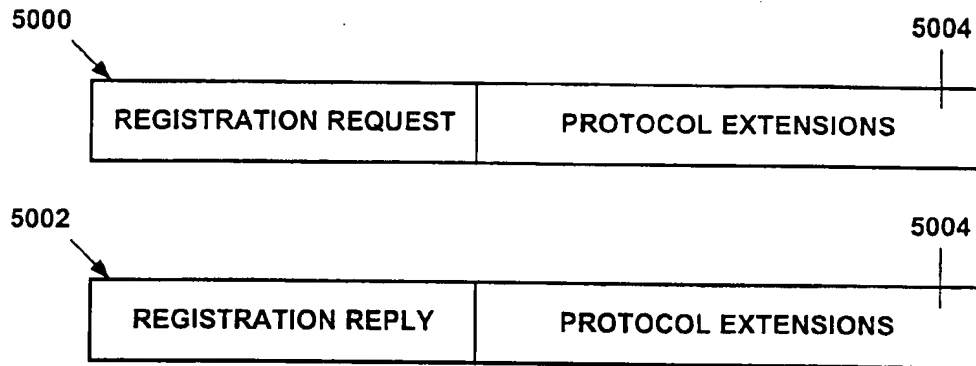 5000
5004
REGISTRATION REQUEST
PROTOCOL EXTENSIONS
5002
5004
REGISTRATION REPLY
PROTOCOL EXTENSIONS